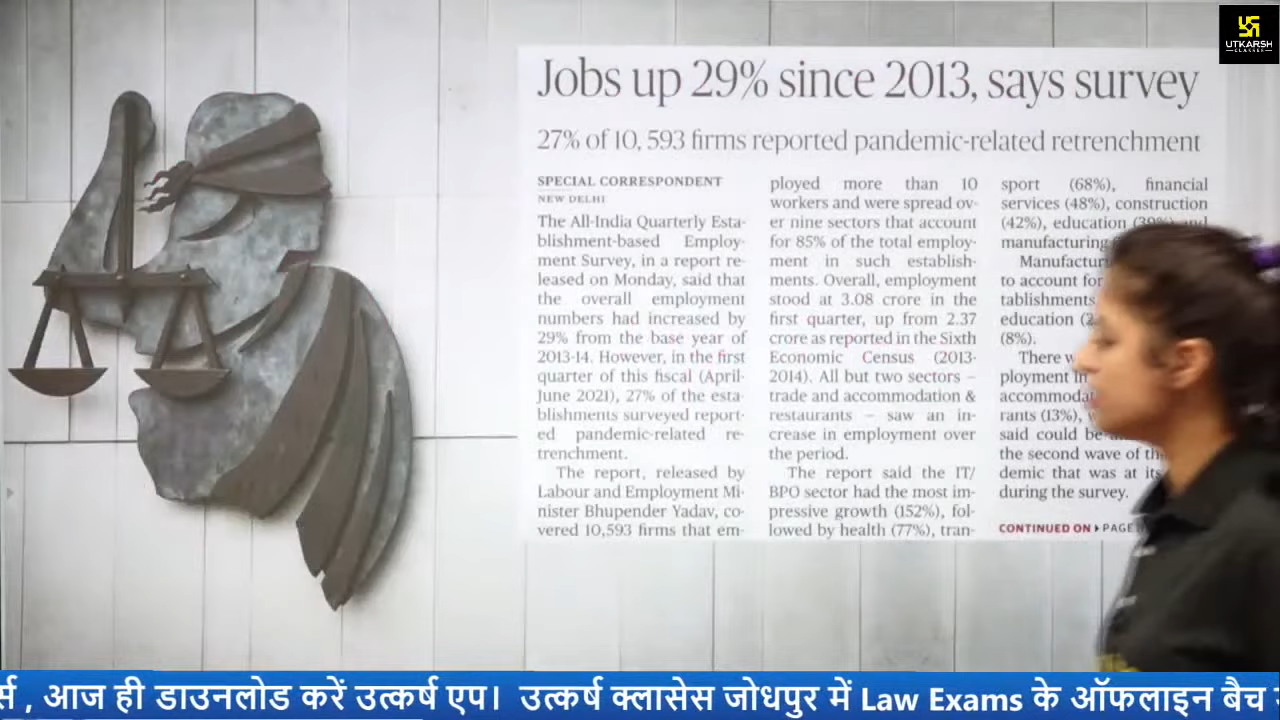 UTKARSH
CLASSES
Jobs up 29% since 2013, says survey
27% of 10, 593 firms reported pandemic-related retrenchment
SPECIAL CORRESPONDENT
NEW DELHI
The All-India Quarterly Esta-
blishment-based Employ-
ment Survey, in a report re-
leased on Monday, said that
the overall employment
numbers had increased by
29% from the base year of
2013-14. However, in the first
quarter of this fiscal (April-
June 2021), 27% of the esta-
blishments surveyed report-
ed pandemic-related re-
trenchment.
The report, released by
Labour and Employment Mi-
nister Bhupender Yadav, co-
vered 10,593 firms that em-
ployed more than 10
workers and were spread ov-
er nine sectors that account
for 85% of the total employ-
ment in such establish-
ments. Overall, employment
stood at 3.08 crore in the
first quarter, up from 2.37
crore as reported in the Sixth
Economic Census (2013-
2014). All but two sectors –
trade and accommodation &
restaurants – saw an in-
crease in employment over
the period.
The report said the IT/
BPO sector had the most im-
pressive growth (152%), fol-
lowed by health (77%), tran-
sport (68%), financial
services (48%), construction
(42%), education (39%) and
manufacturing
to account for
tablishments
education
(8%).
There
ployment in
rants (13%),
said could be
the second wave of
demic that was at its
during the survey.
CONTINUED ON PAGE
आज ही डाउनलोड करें उत्कर्ष एप। उत्कर्ष क्लासेस जोधपुर में Law Exams के ऑफलाइन बैच